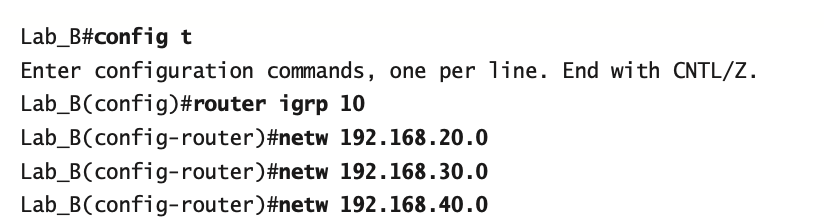 Lab_B#config t
Enter configuration commands, one per line. End with CNTL/Z.
Lab_B(config)#router igrp 10
Lab_B(config-router)#netw 192.168.20.0
Lab_B(config-router)#netw 192.168.30.0
Lab_B(config-router)#netw 192.168.40.0